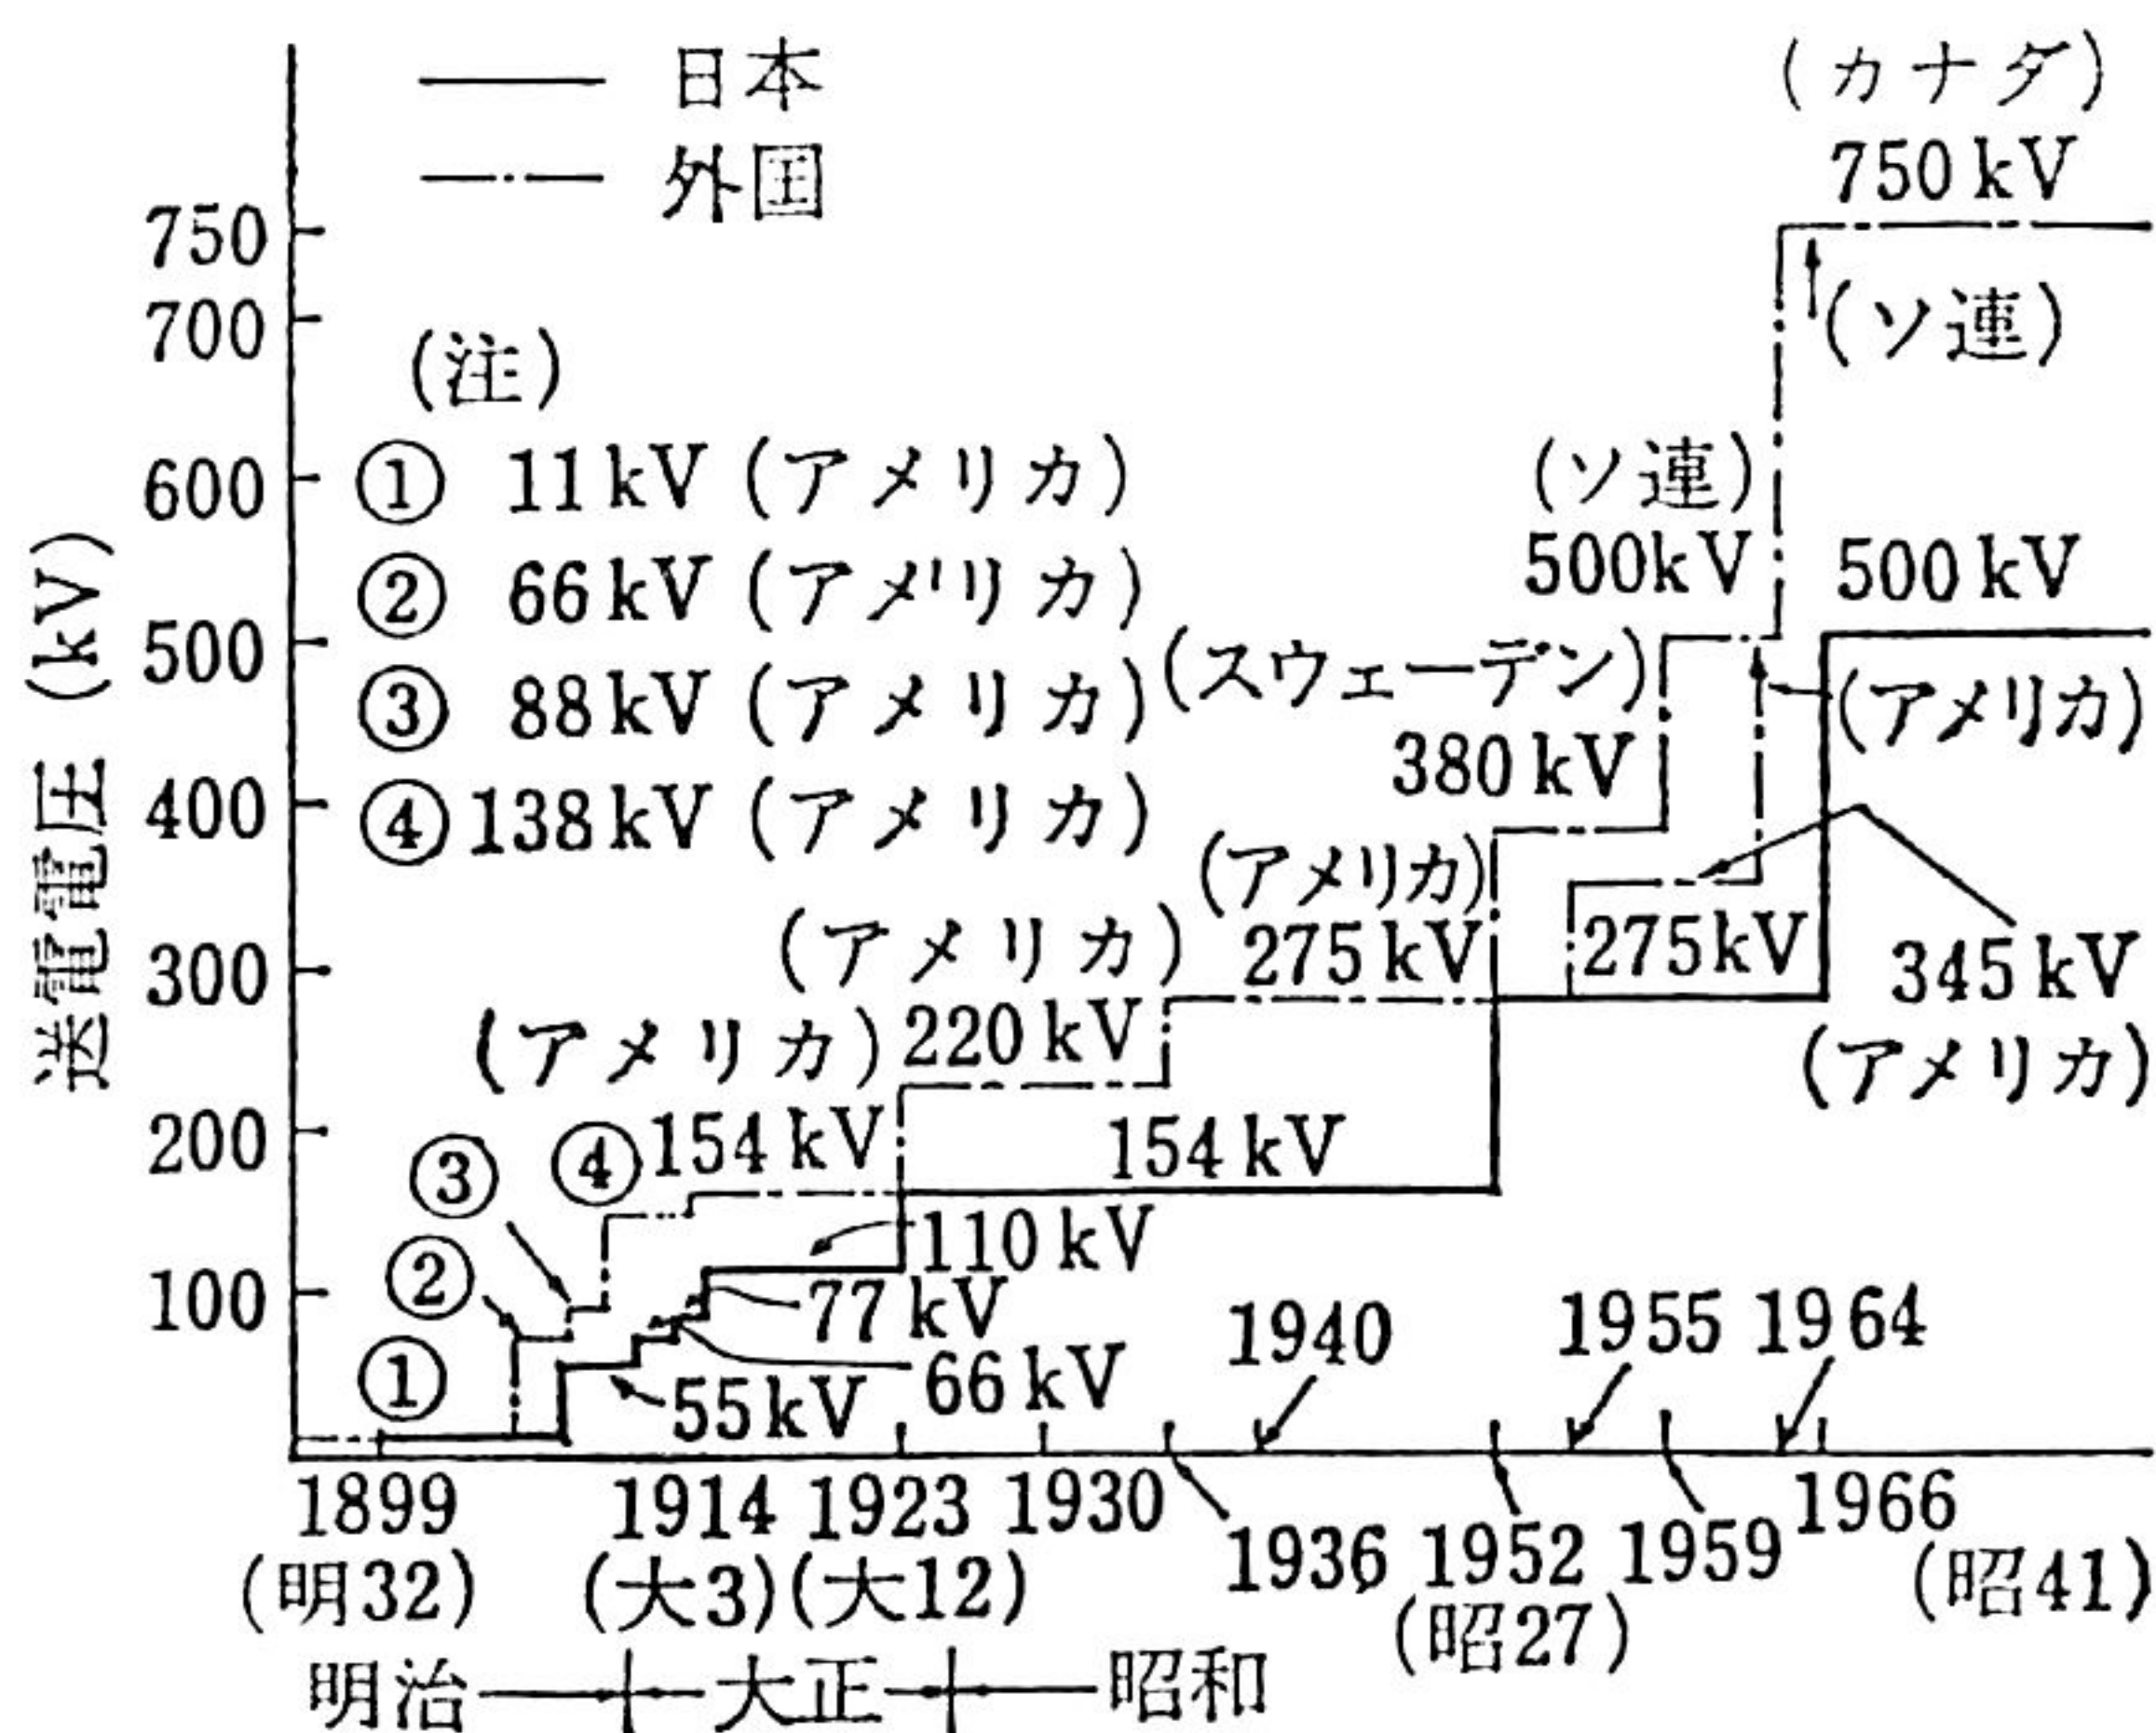 日本
外国
(カナダ)
750 kV
(ソ連)
750
700
600
500
400
300
200
100
送電電圧 (kV)
(注)
① 11 kV (アメリカ)
② 66 kV (アメリカ)
③ 88 kV (アメリカ)
④ 138 kV (アメリカ)
(ソ連)
500kV
500 kV
(スウェーデン)
380 kV
(アメリカ)
(アメリカ)
275 kV
275kV
345 kV
(アメリカ)
(アメリカ)
220 kV
(アメリカ)
154 kV
154 kV
④
③
②
①
110 kV
77 kV
66 kV
55kV
1940
1955
1964
1899
(明32)
1914
(大3)
1923
(大12)
1930
1936
1952
(昭27)
1959
1966
(昭41)
明治
大正
昭和